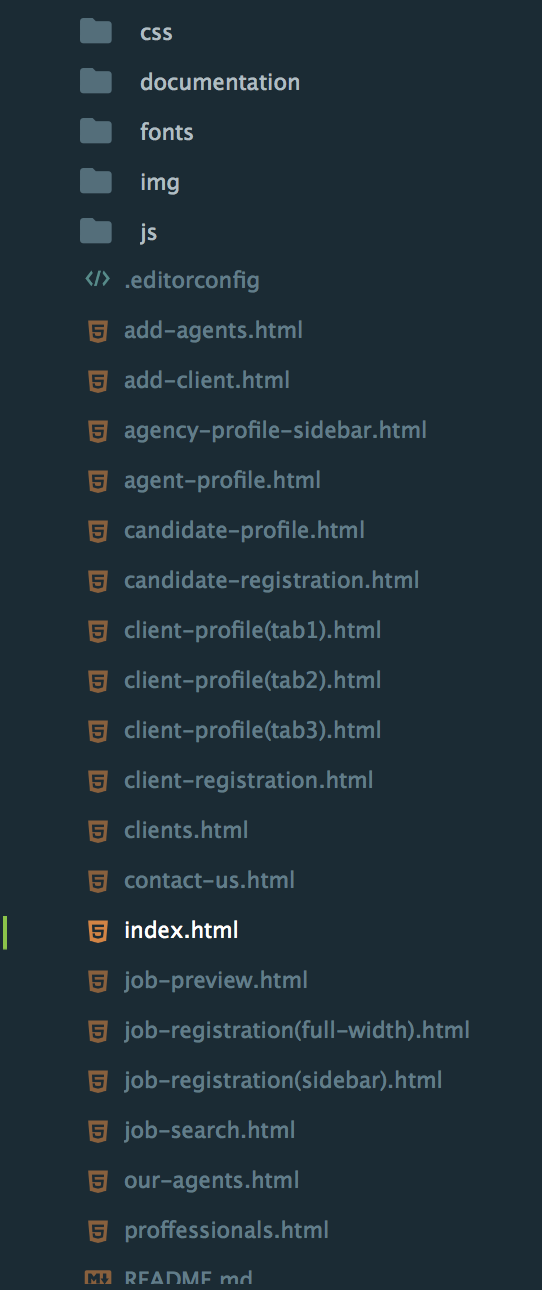 css
documentation
fonts
img
js
.editorconfig
add-agents.html
add-client.html
agency-profile-sidebar.html
agent-profile.html
candidate-profile.html
candidate-registration.html
client-profile(tab1).html
client-profile(tab2).html
client-profile(tab3).html
client-registration.html
clients.html
contact-us.html
index.html
job-preview.html
job-registration(full-width).html
job-registration(sidebar).html
job-search.html
our-agents.html
proffessionals.html
README.md